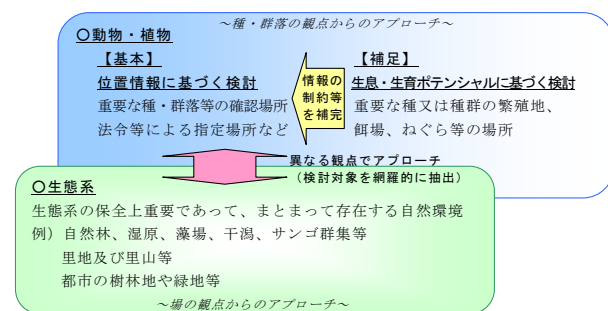 ～種・群落の観点からのアプローチ～
〇動物・植物
【基本】
位置情報に基づく検討
重要な種・群落等の確認場所
法令等による指定場所など
情報の
制約等
を補完
【補足】
生息・生育ポテンシャルに基づく検討
重要な種又は種群の繁殖地、
餌場、ねぐら等の場所
異なる観点でアプローチ
（検討対象を網羅的に抽出）
〇生態系
生態系の保全上重要であって、まとまって存在する自然環境
例）自然林、湿原、藻場、干潟、サンゴ群集等
里地及び里山等
都市の樹林地や緑地等
～場の観点からのアプローチ～